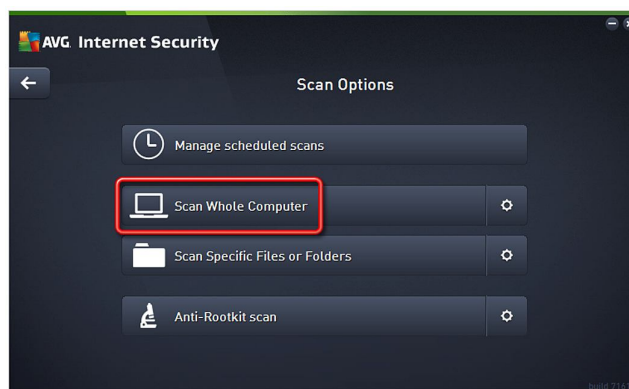 AVG. Internet Security
Scan Options
Manage scheduled scans
Scan Whole Computer
Scan Specific Files or Folders
Anti-Rootkit scan